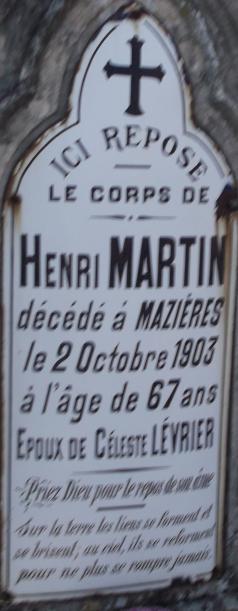 ICI REPOSE
LE CORPS DE
HENRI MARTIN
décédé á MAZIÉRES
le 2 Octobre 1903
á l'âge de 67 ans
EPOUX DE CÉLESTE LÉVRIER
Priez Dieu pour le repos de son âme
Sur la terre les liens se forment et
se brisent, au ciel, ils se reforment
pour ne plus se rompre jamais.